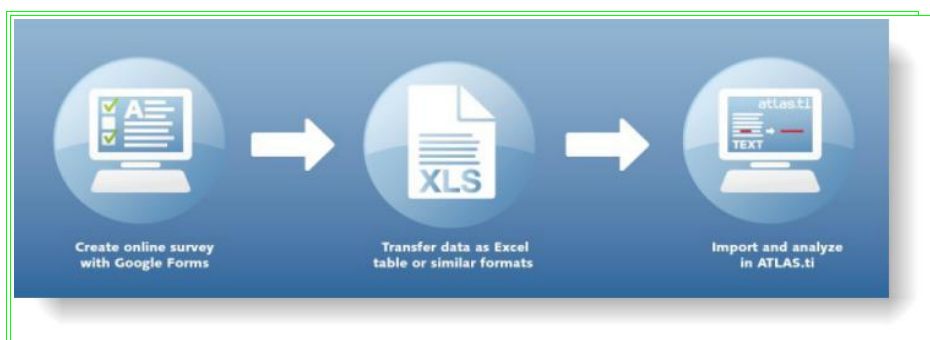 A
XLS
atlas.ti
TEXT
Create online survey
with Google Forms
Transfer data as Excel
table or similar formats
Import and analyze
in ATLAS.ti